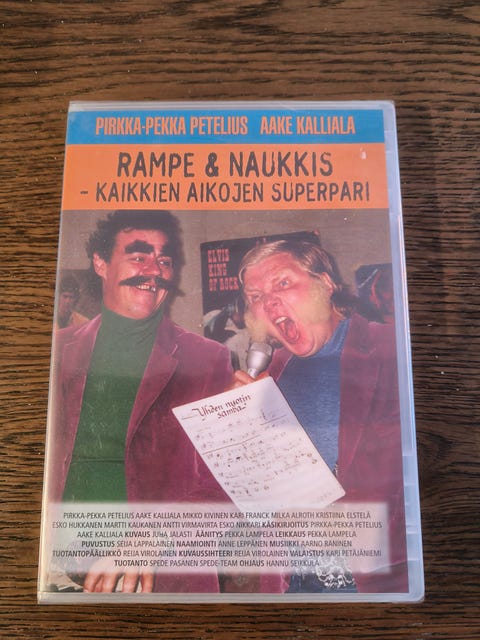 PIRKKA-PEKKA PETELIUS AAKE KALLIALA
RAMPE & NAUKKIS
- KAIKKIEN AIKOJEN SUPERPARI
ELVIS
KING
OF ROCK
Yhden nuotin
samba
PIRKKA-PEKKA PETELIUS AAKE KALLIALA MIKKO KIVINEN KARI FRANCK MILKA ALROTH KRISTIINA ELSTELÄ
ESKO HUKKANEN MARTTI KAUKANEN ANTTI VIRMAVIRTA ESKO NIKKARI KÄSIKIRJOITUS PIRKKA-PEKKA PETELIUS
AAKE KALLIALA KUVAUS JUHA JALASTI ÄÄNITYS PEKKA LAMPELA LEIKKAUS PEKKA LAMPELA
PUVUSTUS SEIJA LAPPALAINEN NAAMIOINTI ANNE LEPPÄNEN MUSIIKKI AARNO RANINEN
TUOTANTOPÄÄLLIKKÖ REIJA VIROLAINEN KUVAUSSIHTEERI REIJA VIROLAINEN VALAISTUS KARI PETÄJÄNIEMI
TUOTANTO SPEDE PASANEN SPEDE-TEAM OHJAUS HANNU SEIKKULA